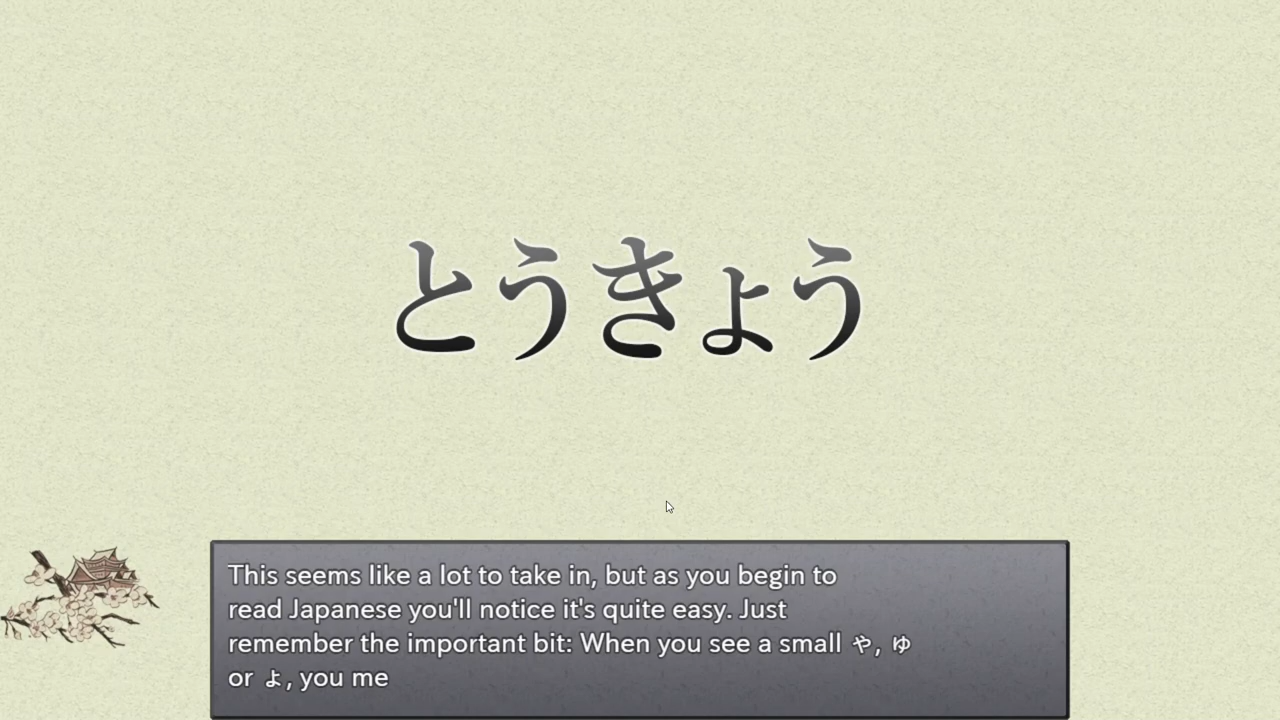 とうきょう
This seems like a lot to take in, but as you begin to
read Japanese you'll notice it's quite easy. Just
remember the important bit: When you see a small ゃ, ゅ
or ょ, you me